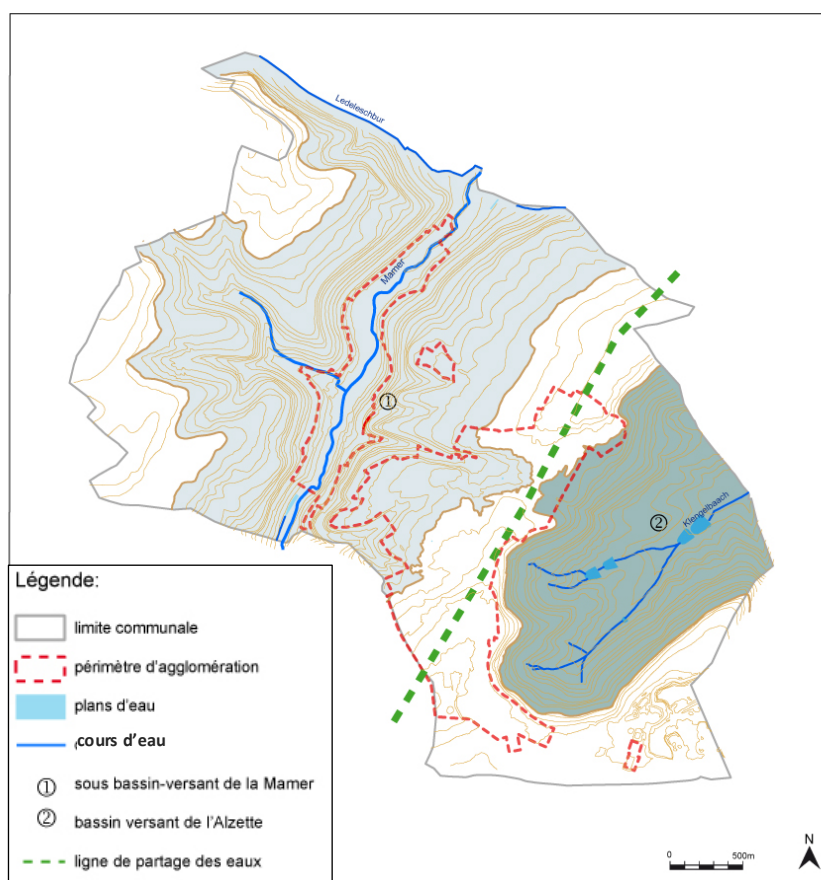 Ledeleschbur
Mamer
①
②
Klengelbaach
Légende:
limite communale
périmètre d'agglomération
plans d'eau
cours d'eau
① sous bassin-versant de la Mamer
② bassin versant de l'Alzette
ligne de partage des eaux
N
0 500m